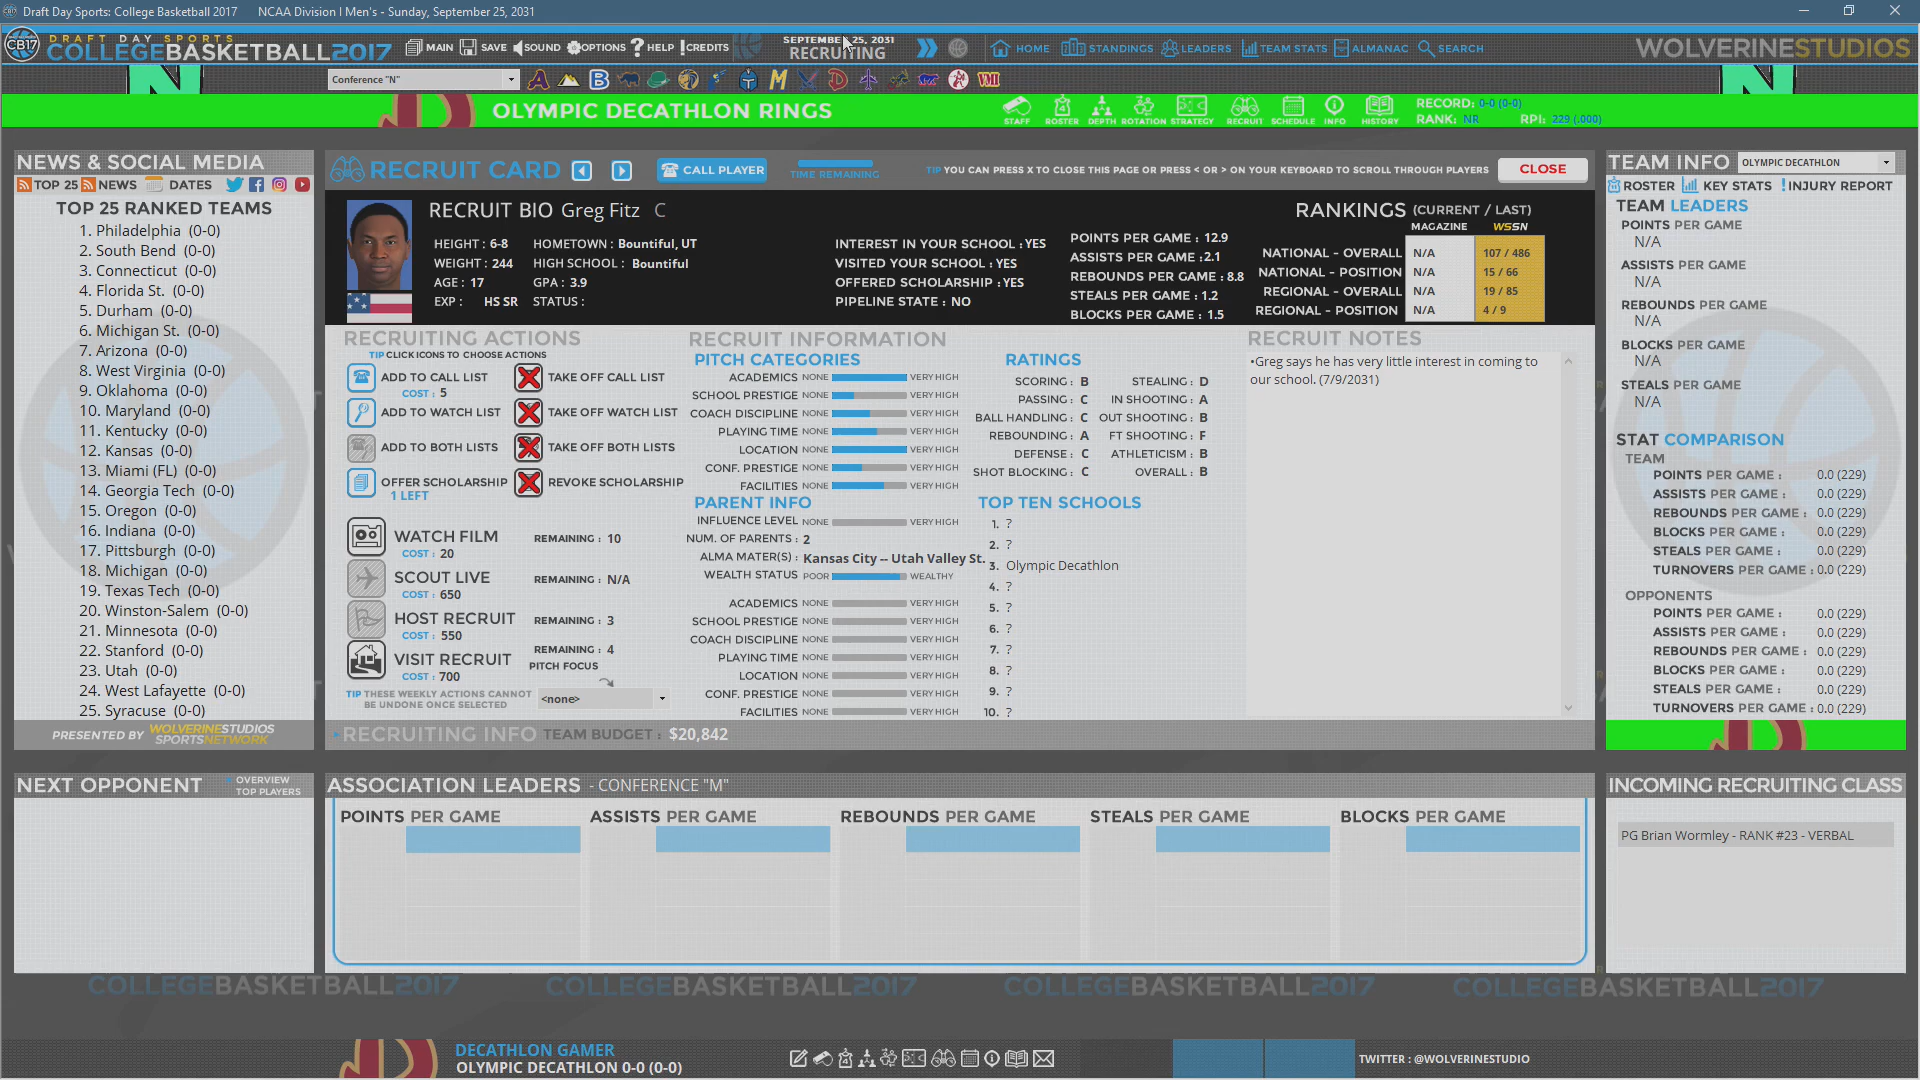 Draft Day Sports: College Basketball 2017 NCAA Division I Men's - Sunday, September 25, 2031
CB17 DRAFT DAY SPORTS
COLLEGEBASKETBALL2017
MAIN SAVE SOUND OPTIONS HELP CREDITS
SEPTEMBER 25, 2031
RECRUITING
HOME STANDINGS LEADERS TEAM STATS ALMANAC SEARCH
WOLVERINESTUDIOS
Conference "N"
OLYMPIC DECATHLON RINGS
STAFF ROSTER DEPTH ROTATION STRATEGY RECRUIT SCHEDULE INFO HISTORY
RECORD: 0-0 (0-0)
RANK: NR RPI: 229 (.000)
NEWS & SOCIAL MEDIA
TOP 25 NEWS DATES
TOP 25 RANKED TEAMS
1. Philadelphia (0-0)
2. South Bend (0-0)
3. Connecticut (0-0)
4. Florida St. (0-0)
5. Durham (0-0)
6. Michigan St. (0-0)
7. Arizona (0-0)
8. West Virginia (0-0)
9. Oklahoma (0-0)
10. Maryland (0-0)
11. Kentucky (0-0)
12. Kansas (0-0)
13. Miami (FL) (0-0)
14. Georgia Tech (0-0)
15. Oregon (0-0)
16. Indiana (0-0)
17. Pittsburgh (0-0)
18. Michigan (0-0)
19. Texas Tech (0-0)
20. Winston-Salem (0-0)
21. Minnesota (0-0)
22. Stanford (0-0)
23. Utah (0-0)
24. West Lafayette (0-0)
25. Syracuse (0-0)
PRESENTED BY WOLVERINESTUDIOS SPORTSNETWORK
RECRUIT CARD CALL PLAYER TIME REMAINING
TIP YOU CAN PRESS X TO CLOSE THIS PAGE OR PRESS < OR > ON YOUR KEYBOARD TO SCROLL THROUGH PLAYERS
CLOSE
RECRUIT BIO Greg Fitz C
HEIGHT : 6-8 HOMETOWN : Bountiful, UT
WEIGHT : 244 HIGH SCHOOL : Bountiful
AGE : 17 GPA : 3.9
EXP : HS SR STATUS :
INTEREST IN YOUR SCHOOL : YES
VISITED YOUR SCHOOL : YES
OFFERED SCHOLARSHIP : YES
PIPELINE STATE : NO
POINTS PER GAME : 12.9
ASSISTS PER GAME : 2.1
REBOUNDS PER GAME : 8.8
STEALS PER GAME : 1.2
BLOCKS PER GAME : 1.5
RANKINGS (CURRENT / LAST)
MAGAZINE WSSN
NATIONAL - OVERALL N/A 107 / 486
NATIONAL - POSITION N/A 15 / 66
REGIONAL - OVERALL N/A 19 / 85
REGIONAL - POSITION N/A 4 / 9
RECRUITING ACTIONS
TIP CLICK ICONS TO CHOOSE ACTIONS
ADD TO CALL LIST TAKE OFF CALL LIST
COST : 5
ADD TO WATCH LIST TAKE OFF WATCH LIST
ADD TO BOTH LISTS TAKE OFF BOTH LISTS
OFFER SCHOLARSHIP REVOKE SCHOLARSHIP
1 LEFT
WATCH FILM REMAINING : 10
COST : 20
SCOUT LIVE REMAINING : N/A
COST : 650
HOST RECRUIT REMAINING : 3
COST : 550
VISIT RECRUIT REMAINING : 4
COST : 700
PITCH FOCUS
TIP THESE WEEKLY ACTIONS CANNOT BE UNDONE ONCE SELECTED
<none>
RECRUIT INFORMATION
PITCH CATEGORIES
ACADEMICS NONE VERY HIGH
SCHOOL PRESTIGE NONE VERY HIGH
COACH DISCIPLINE NONE VERY HIGH
PLAYING TIME NONE VERY HIGH
LOCATION NONE VERY HIGH
CONF. PRESTIGE NONE VERY HIGH
FACILITIES NONE VERY HIGH
PARENT INFO
INFLUENCE LEVEL NONE VERY HIGH
NUM. OF PARENTS : 2
ALMA MATER(S) : Kansas City -- Utah Valley St.
WEALTH STATUS POOR WEALTHY
ACADEMICS NONE VERY HIGH
SCHOOL PRESTIGE NONE VERY HIGH
COACH DISCIPLINE NONE VERY HIGH
PLAYING TIME NONE VERY HIGH
LOCATION NONE VERY HIGH
CONF. PRESTIGE NONE VERY HIGH
FACILITIES NONE VERY HIGH
RATINGS
SCORING : B STEALING : D
PASSING : C IN SHOOTING : A
BALL HANDLING : C OUT SHOOTING : B
REBOUNDING : A FT SHOOTING : F
DEFENSE : C ATHLETICISM : B
SHOT BLOCKING : C OVERALL : B
TOP TEN SCHOOLS
1. ?
2. ?
3. Olympic Decathlon
4. ?
5. ?
6. ?
7. ?
8. ?
9. ?
10. ?
RECRUIT NOTES
•Greg says he has very little interest in coming to
our school. (7/9/2031)
RECRUITING INFO TEAM BUDGET : $20,842
TEAM INFO OLYMPIC DECATHLON
ROSTER KEY STATS INJURY REPORT
TEAM LEADERS
POINTS PER GAME
N/A
ASSISTS PER GAME
N/A
REBOUNDS PER GAME
N/A
BLOCKS PER GAME
N/A
STEALS PER GAME
N/A
STAT COMPARISON
TEAM
POINTS PER GAME : 0.0 (229)
ASSISTS PER GAME : 0.0 (229)
REBOUNDS PER GAME : 0.0 (229)
BLOCKS PER GAME : 0.0 (229)
STEALS PER GAME : 0.0 (229)
TURNOVERS PER GAME : 0.0 (229)
OPPONENTS
POINTS PER GAME : 0.0 (229)
ASSISTS PER GAME : 0.0 (229)
REBOUNDS PER GAME : 0.0 (229)
BLOCKS PER GAME : 0.0 (229)
STEALS PER GAME : 0.0 (229)
TURNOVERS PER GAME : 0.0 (229)
NEXT OPPONENT OVERVIEW
TOP PLAYERS
ASSOCIATION LEADERS - CONFERENCE "M"
POINTS PER GAME ASSISTS PER GAME REBOUNDS PER GAME STEALS PER GAME BLOCKS PER GAME
INCOMING RECRUITING CLASS
PG Brian Wormley - RANK #23 - VERBAL
COLLEGEBASKETBALL2017 COLLEGEBASKETBALL2017 COLLEGEBASKETBALL2017 COLLEGEBASKETBALL2017
DECATHLON GAMER
OLYMPIC DECATHLON 0-0 (0-0)
TWITTER : @WOLVERINESTUDIO